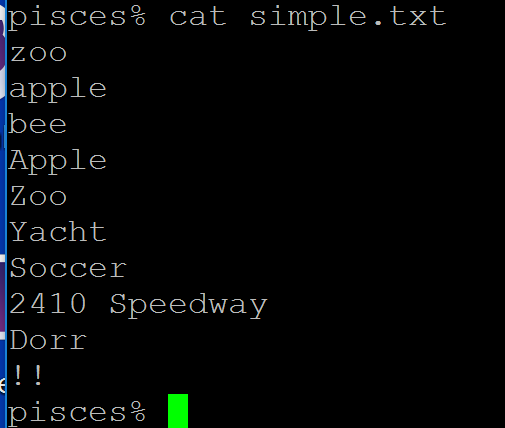 pisces% cat simple.txt
zoo
apple
bee
Apple
Zoo
Yacht
Soccer
2410 Speedway
Dorr
!!
pisces%